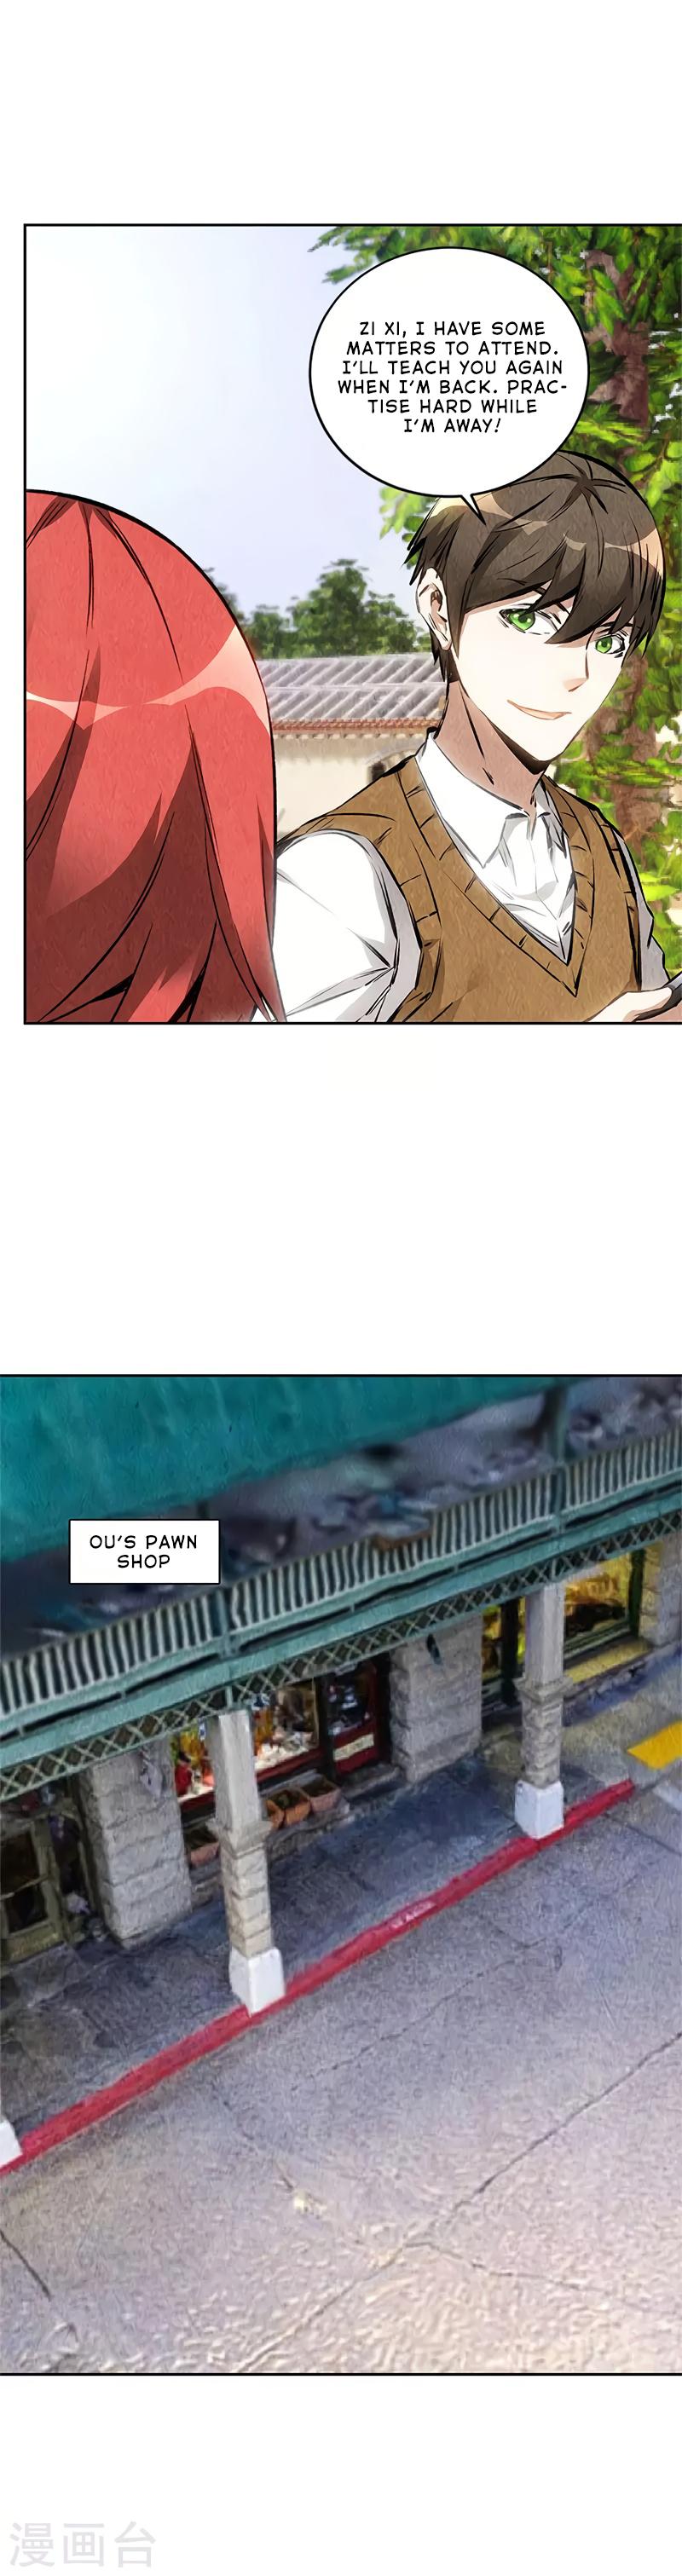 ZI XI, I HAVE SOME
MATTERS TO ATTEND.
I'LL TEACH YOU AGAIN
WHEN I'M BACK. PRAC-
TISE HARD WHILE
I'M AWAY!
OU'S PAWN
SHOP
漫画台